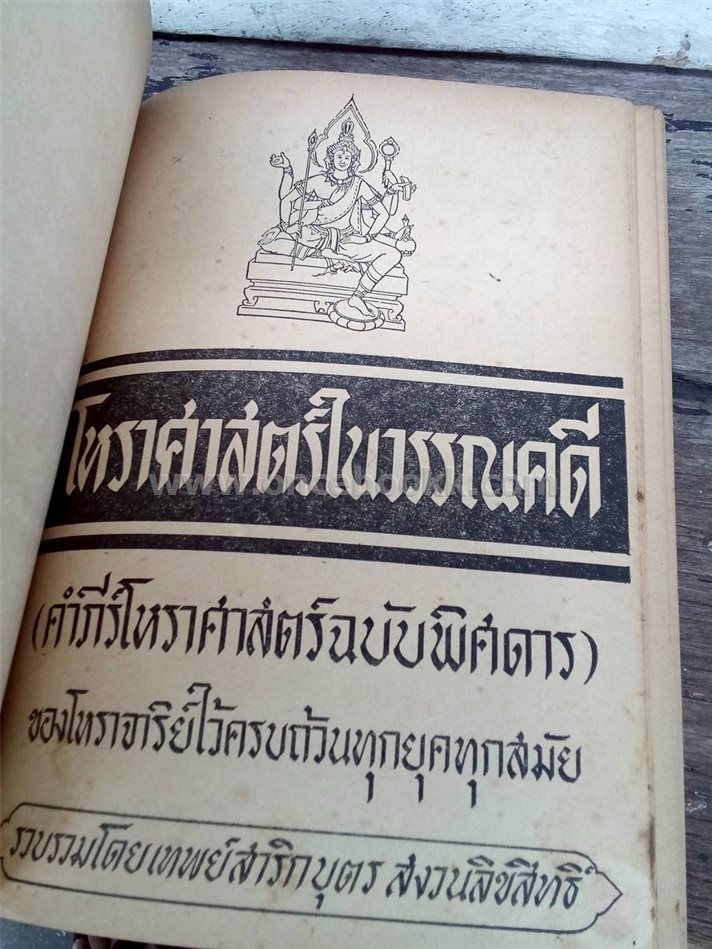 โหราศาสตร์ในวรรณคดี
www.oncebookk.com
(คำภีร์โหราศาสตร์ฉบับพิศดาร)
ของโหราจาริย์ไว้ครบถ้วนทุกยุคทุกสมัย
รวบรวมโดยเทพย์สาริกบุตร สงวนลิขสิทธิ์